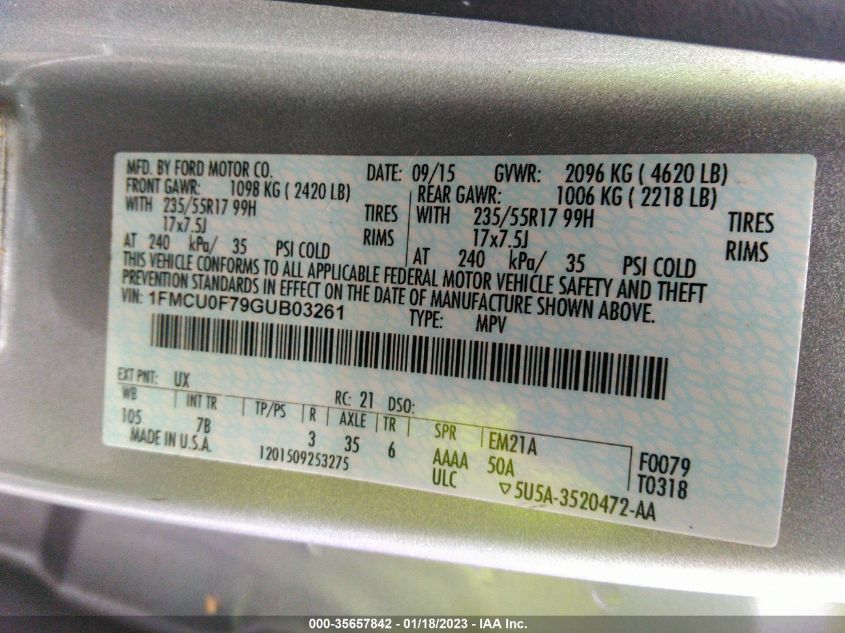 MFD. BY FORD MOTOR CO. DATE: 09/15 GVWR: 2096 KG ( 4620 LB)
FRONT GAWR: 1098 KG ( 2420 LB) REAR GAWR: 1006 KG ( 2218 LB)
WITH 235/55R17 99H TIRES WITH 235/55R17 99H TIRES
17x7.5J RIMS 17x7.5J RIMS
AT 240 kPa/ 35 PSI COLD AT 240 kPa/ 35 PSI COLD
THIS VEHICLE CONFORMS TO ALL APPLICABLE FEDERAL MOTOR VEHICLE SAFETY AND THEFT
PREVENTION STANDARDS IN EFFECT ON THE DATE OF MANUFACTURE SHOWN ABOVE.
VIN: 1FMCU0F79GUB03261 TYPE: MPV
EXT PNT: UX RC: 21 DSO:
WB INT TR TP/PS R AXLE TR SPR EM21A F0079
105 7B 3 35 6 AAAA 50A T0318
MADE IN U.S.A. 1201509253275 ULC ▽5U5A-3520472-AA
000-35657842 | 01/18/2023 | IAA Inc.